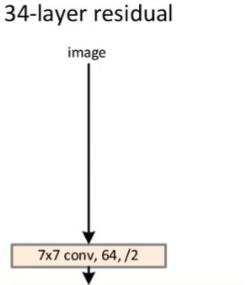 34-layer residual
image
7x7 conv, 64, /2